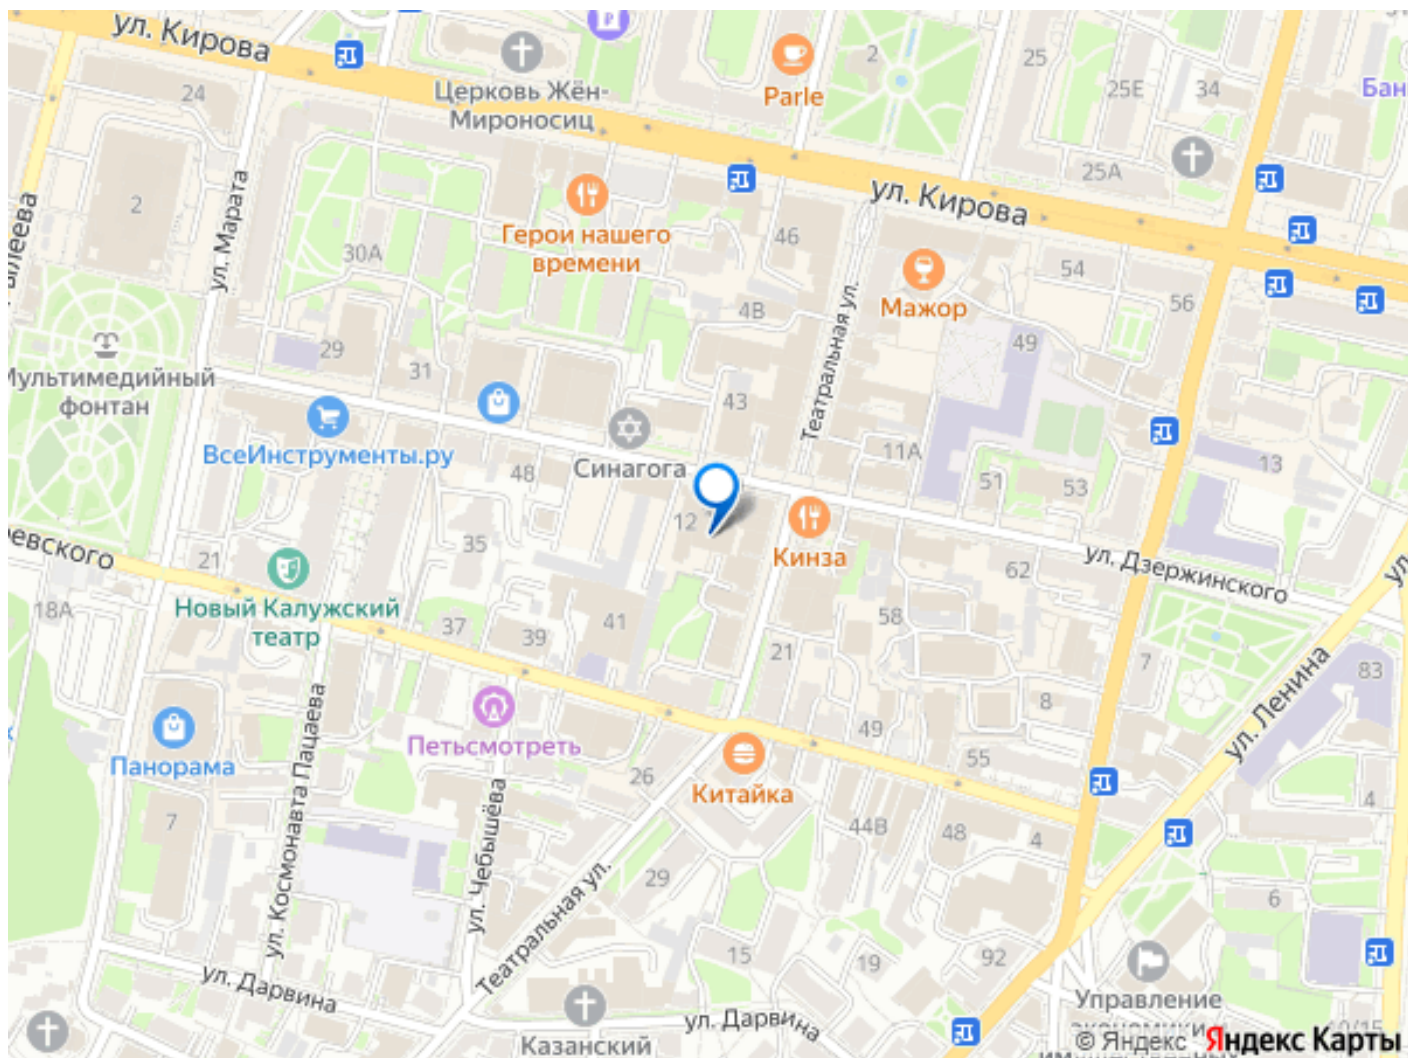 ул. Кирова
Церковь Жён-
Мироносиц
Parle
2
25
25Е
34
Бан
24
25А
ул. Кирова
2
ул. Марата
Герои нашего
времени
30А
46
4В
Театральная ул.
Мажор
54
56
49
Мультимедийный
фонтан
29
31
43
ВсеИнструменты.ру
48
Синагога
11А
51
53
13
12
Кинза
ул. Дзержинского
62
35
21
18А
Новый Калужский
театр
37
39
41
58
21
7
8
83
ул. Ленина
Петьсмотреть
49
55
Панорама
ул. Космонавта Пацаева
26
Китайка
7
ул. Чебышёва
44В
48
4
4
29
Театральная ул.
6
15
19
92
ул. Дарвина
Казанский
ул. Дарвина
Управление
© Яндекс
Яндекс Карты